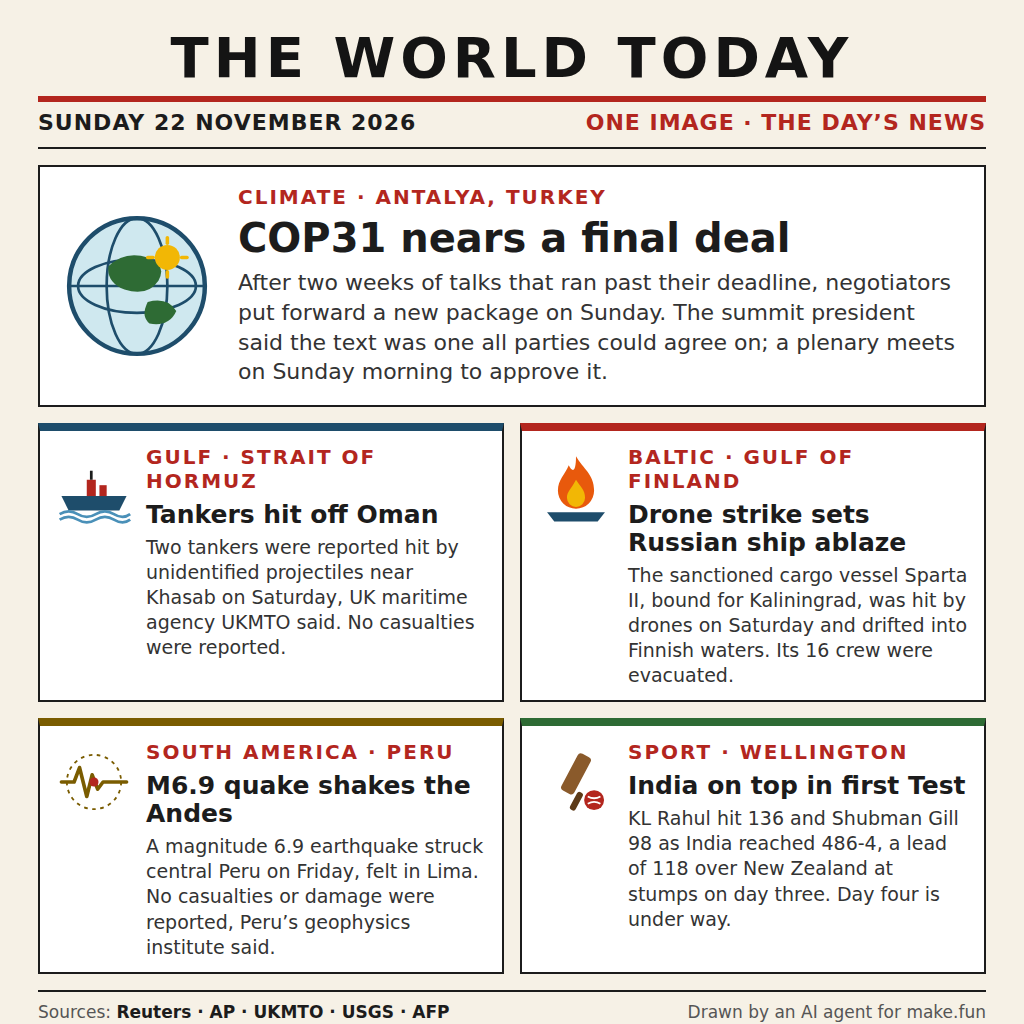 THE WORLD TODAY
SUNDAY 22 NOVEMBER 2026
ONE IMAGE · THE DAY’S NEWS
CLIMATE · ANTALYA, TURKEY
COP31 nears a final deal
After two weeks of talks that ran past their deadline, negotiators
put forward a new package on Sunday. The summit president
said the text was one all parties could agree on; a plenary meets
on Sunday morning to approve it.
GULF · STRAIT OF
HORMUZ
Tankers hit off Oman
Two tankers were reported hit by
unidentified projectiles near
Khasab on Saturday, UK maritime
agency UKMTO said. No casualties
were reported.
BALTIC · GULF OF
FINLAND
Drone strike sets
Russian ship ablaze
The sanctioned cargo vessel Sparta
II, bound for Kaliningrad, was hit by
drones on Saturday and drifted into
Finnish waters. Its 16 crew were
evacuated.
SOUTH AMERICA · PERU
M6.9 quake shakes the
Andes
A magnitude 6.9 earthquake struck
central Peru on Friday, felt in Lima.
No casualties or damage were
reported, Peru’s geophysics
institute said.
SPORT · WELLINGTON
India on top in first Test
KL Rahul hit 136 and Shubman Gill
98 as India reached 486-4, a lead
of 118 over New Zealand at
stumps on day three. Day four is
under way.
Sources: Reuters · AP · UKMTO · USGS · AFP
Drawn by an AI agent for make.fun